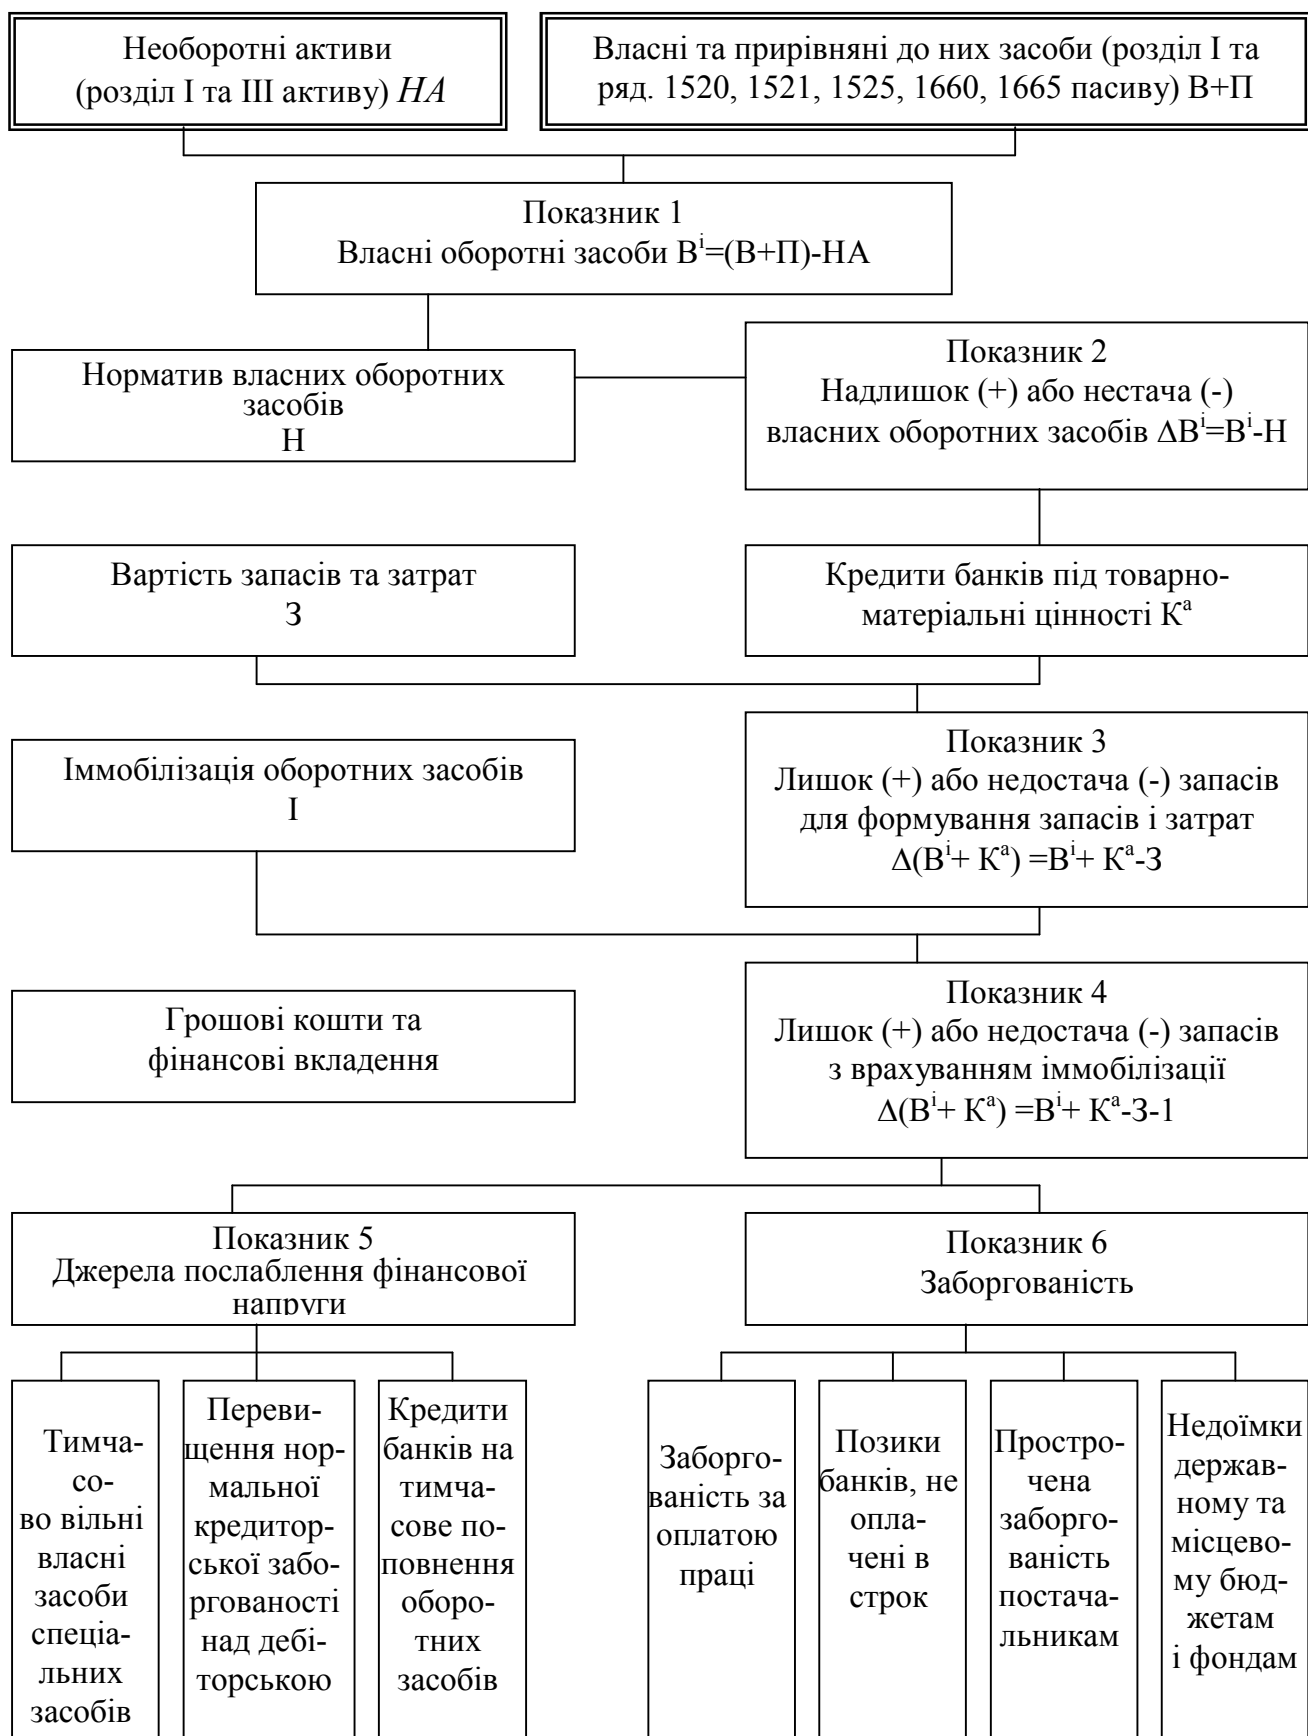 Необоротні активи
(розділ I та III активу) НА
Власні та прирівняні до них засоби (розділ I та
ряд. 1520, 1521, 1525, 1660, 1665 пасиву) В+П
Показник 1
Власні оборотні засоби Вⁱ=(В+П)-НА
Норматив власних оборотних
засобів
Н
Показник 2
Надлишок (+) або нестача (-)
власних оборотних засобів ΔВⁱ=Вⁱ-Н
Вартість запасів та затрат
З
Кредити банків під товарно-
матеріальні цінності Кᵃ
Іммобілізація оборотних засобів
І
Показник 3
Лишок (+) або недостача (-) запасів
для формування запасів і затрат
Δ(Вⁱ+ Кᵃ) =Вⁱ+ Кᵃ-З
Грошові кошти та
фінансові вкладення
Показник 4
Лишок (+) або недостача (-) запасів
з врахуванням іммобілізації
Δ(Вⁱ+ Кᵃ) =Вⁱ+ Кᵃ-З-1
Показник 5
Джерела послаблення фінансової
напруги
Показник 6
Заборгованість
Тимча-
со-
во вільні
власні
засоби
спеціа-
льних
засобів
Переви-
щення нор-
мальної
кредитор-
ської забо-
ргованості
над дебі-
торською
Кредити
банків на
тимча-
сове по-
повнення
оборо-
тних
засобів
Заборго-
ваність за
оплатою
праці
Позики
банків, не
опла-
чені в
строк
Простро-
чена
заборго-
ваність
постача-
льникам
Недоїмки
держав-
ному та
місцево-
му бюд-
жетам
і фондам